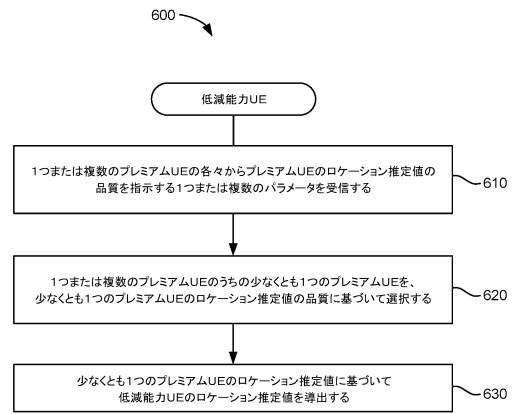 600
低減能力UE
1つまたは複数のプレミアムUEの各々からプレミアムUEのロケーション推定値の
品質を指示する1つまたは複数のパラメータを受信する
610
1つまたは複数のプレミアムUEのうちの少なくとも1つのプレミアムUEを、
少なくとも1つのプレミアムUEのロケーション推定値の品質に基づいて選択する
620
少なくとも1つのプレミアムUEのロケーション推定値に基づいて
低減能力UEのロケーション推定値を導出する
630